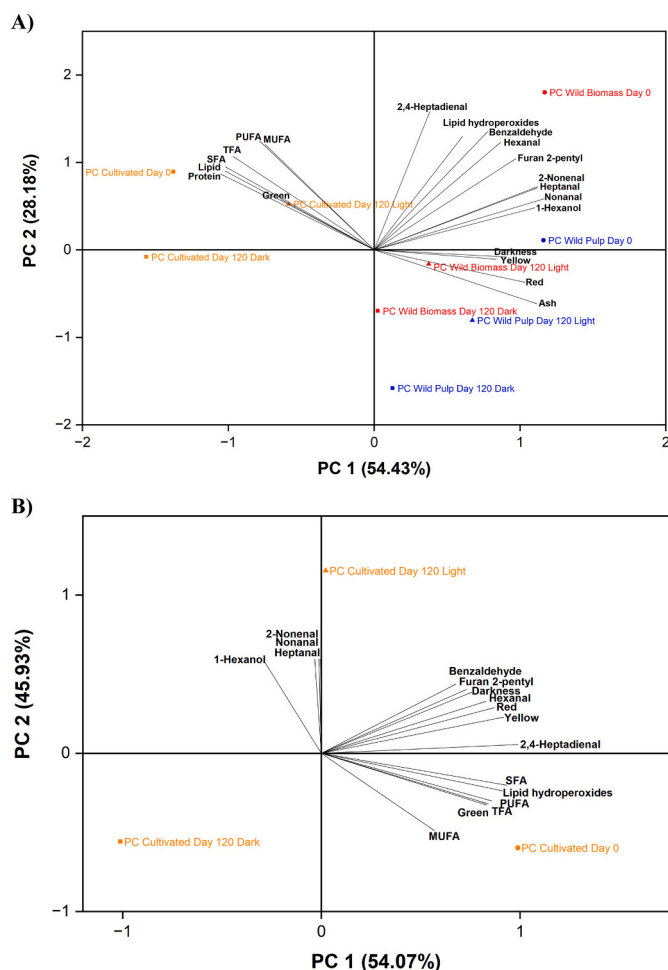 A)
2
1
0
−1
−2
−2
−1
0
1
2
PC 2 (28.18%)
PC 1 (54.43%)
PC Wild Biomass Day 0
2,4-Heptadienal
Lipid hydroperoxides
Benzaldehyde
Hexanal
Furan 2-pentyl
2-Nonenal
Heptanal
Nonanal
1-Hexanol
PUFA
MUFA
TFA
SFA
Lipid
Protein
Green
PC Cultivated Day 0
PC Cultivated Day 120 Light
PC Cultivated Day 120 Dark
PC Wild Pulp Day 0
Darkness
Yellow
PC Wild Biomass Day 120 Light
Red
Ash
PC Wild Biomass Day 120 Dark
PC Wild Pulp Day 120 Light
PC Wild Pulp Day 120 Dark
B)
1
0
−1
−1
0
1
PC 2 (45.93%)
PC 1 (54.07%)
PC Cultivated Day 120 Light
2-Nonenal
Nonanal
Heptanal
1-Hexanol
Benzaldehyde
Furan 2-pentyl
Darkness
Hexanal
Red
Yellow
2,4-Heptadienal
SFA
Lipid hydroperoxides
PUFA
Green TFA
MUFA
PC Cultivated Day 120 Dark
PC Cultivated Day 0